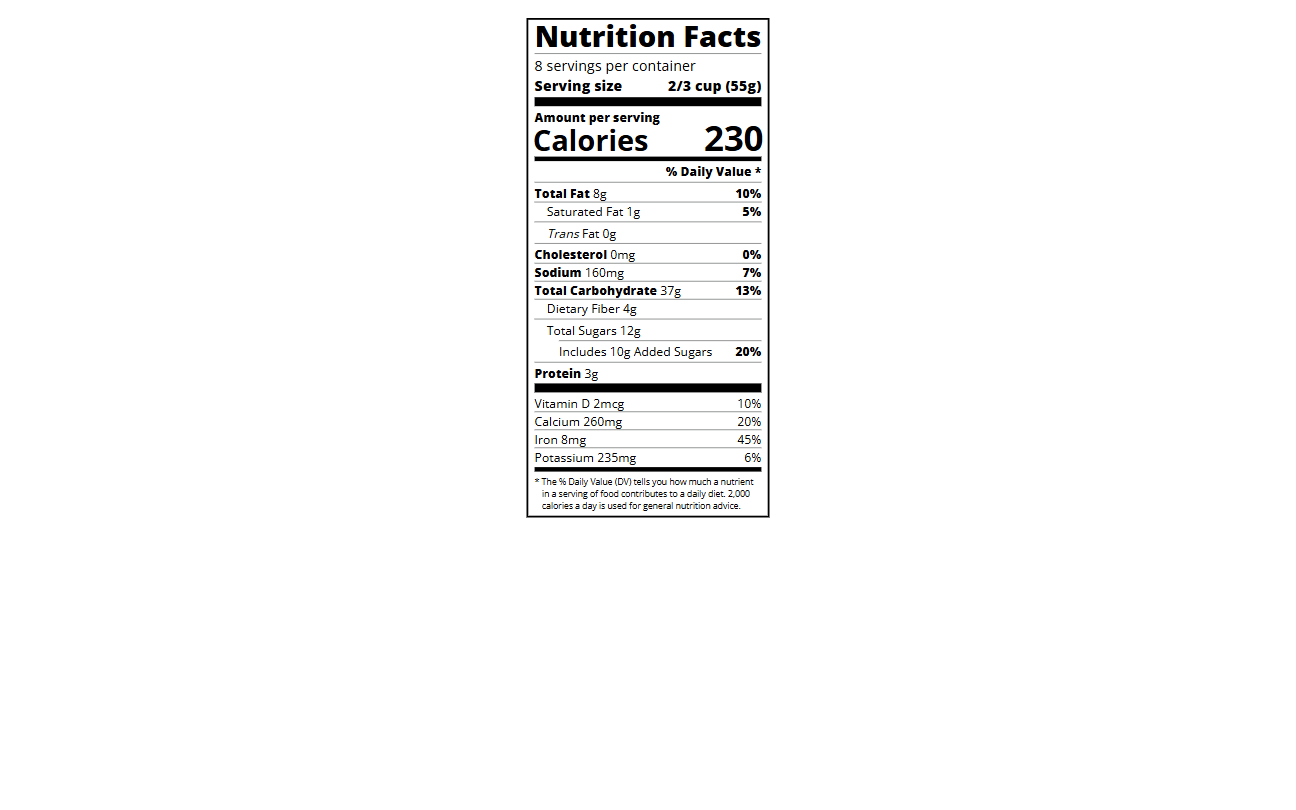 Nutrition Facts
8 servings per container
Serving size 2/3 cup (55g)
Amount per serving
Calories 230
% Daily Value *
Total Fat 8g 10%
Saturated Fat 1g 5%
Trans Fat 0g
Cholesterol 0mg 0%
Sodium 160mg 7%
Total Carbohydrate 37g 13%
Dietary Fiber 4g
Total Sugars 12g
Includes 10g Added Sugars 20%
Protein 3g
Vitamin D 2mcg 10%
Calcium 260mg 20%
Iron 8mg 45%
Potassium 235mg 6%
* The % Daily Value (DV) tells you how much a nutrient
in a serving of food contributes to a daily diet. 2,000
calories a day is used for general nutrition advice.